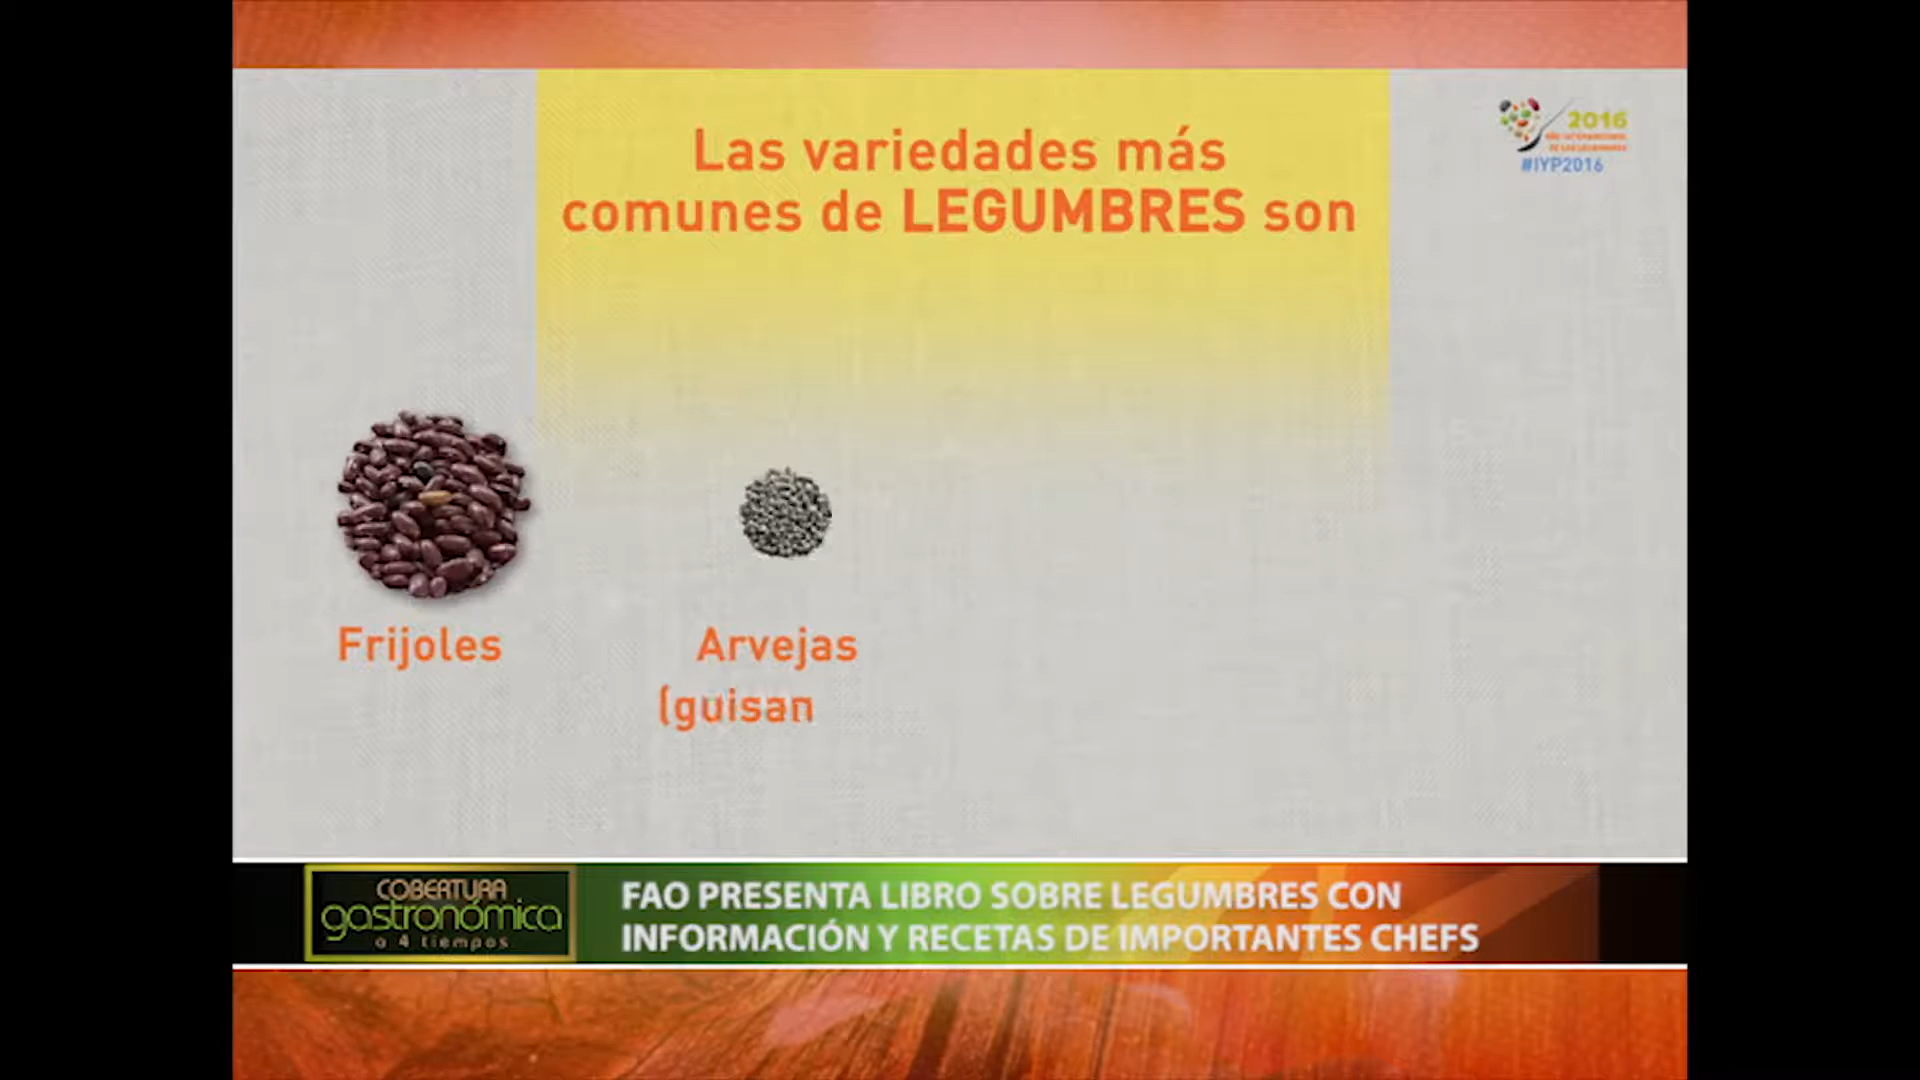 Las variedades más
comunes de LEGUMBRES son
2016
#IYP2016
Frijoles
Arvejas
(guisan
COBERTURA
gastronómica
a 4 tiempos
FAO PRESENTA LIBRO SOBRE LEGUMBRES CON
INFORMACIÓN Y RECETAS DE IMPORTANTES CHEFS